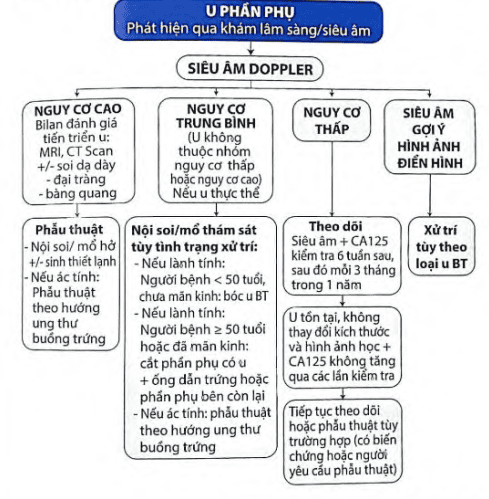 U PHẦN PHỤ
Phát hiện qua khám lâm sàng/siêu âm
SIÊU ÂM DOPPLER
NGUY CƠ CAO
Bilan đánh giá
tiến triển u:
MRI, CT Scan
+/- soi dạ dày
- đại tràng
- bàng quang
Phẫu thuật
- Nội soi/ mổ hở
+/- sinh thiết lạnh
- Nếu ác tính:
Phẫu thuật
theo hướng
ung thư
buồng trứng
NGUY CƠ
TRUNG BÌNH
(U không
thuộc nhóm
nguy cơ thấp
hoặc nguy cơ cao)
Nếu u thực thể
Nội soi/mổ thám sát
tùy tình trạng xử trí:
- Nếu lành tính:
Người bệnh < 50 tuổi,
chưa mãn kinh: bóc u BT
- Nếu lành tính:
Người bệnh ≥ 50 tuổi
hoặc đã mãn kinh:
cắt phần phụ có u
+ ống dẫn trứng hoặc
phần phụ bên còn lại
- Nếu ác tính: phẫu thuật
theo hướng ung thư
buồng trứng
NGUY CƠ
THẤP
Theo dõi
Siêu âm + CA125
kiểm tra 6 tuần sau,
sau đó mỗi 3 tháng
trong 1 năm
U tồn tại, không
thay đổi kích thước
và hình ảnh học +
CA125 không tăng
qua các lần kiểm tra
Tiếp tục theo dõi
hoặc phẫu thuật tùy
trường hợp (có biến
chứng hoặc người
yêu cầu phẫu thuật)
SIÊU ÂM
GỢI Ý
HÌNH ẢNH
ĐIỂN HÌNH
Xử trí
tùy theo
loại u BT